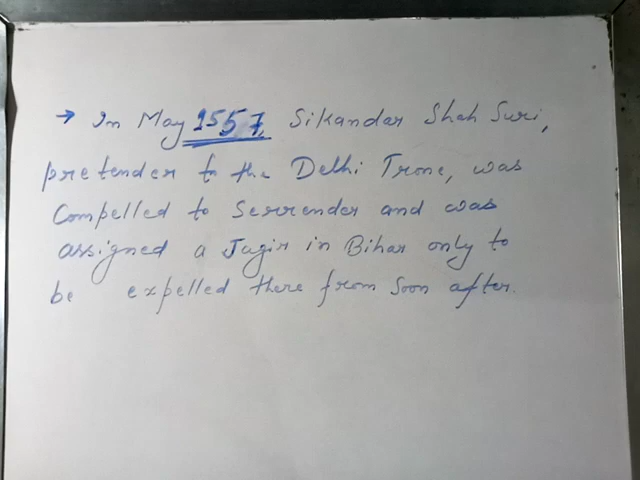 → In May 1557 Sikandar Shah Suri,
pretender to the Delhi Trone, was
Compelled to Serrender and was
assigned a Jagir in Bihar only to
be expelled there from Soon after.